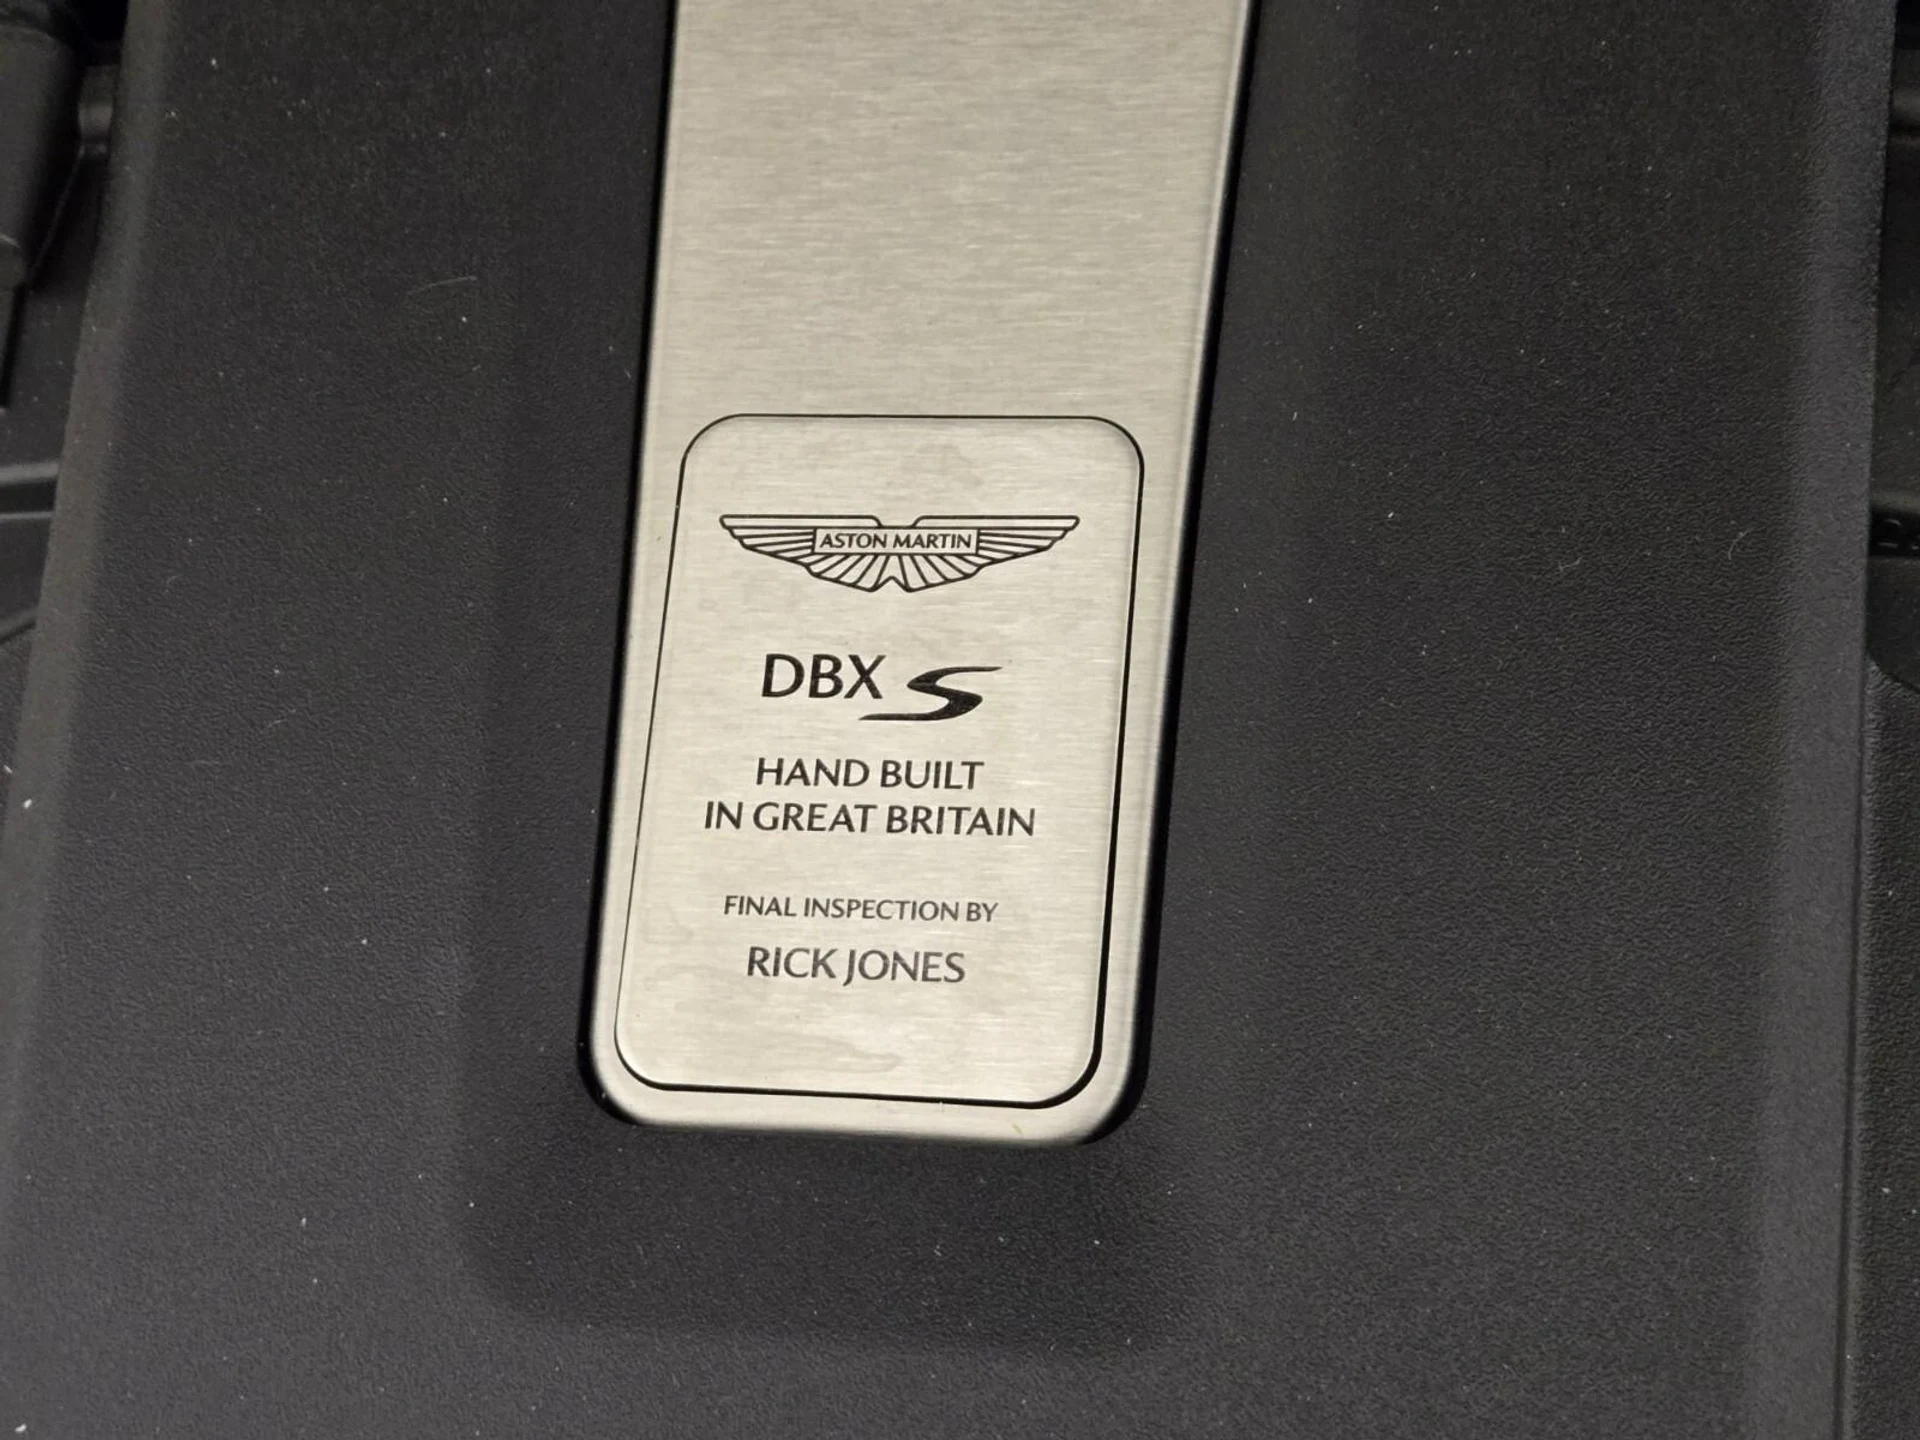 ASTON MARTIN
DBX S
HAND BUILT
IN GREAT BRITAIN
FINAL INSPECTION BY
RICK JONES